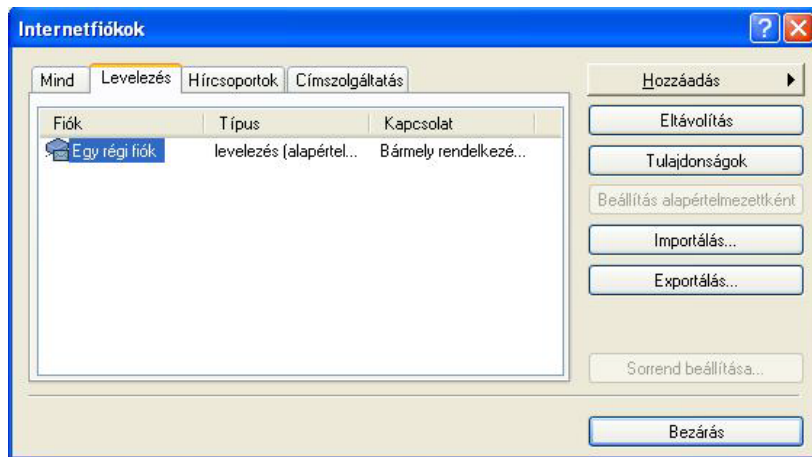 Internetfiókok
Mind Levelezés Hírcsoportok Címszolgáltatás
Fiók Típus Kapcsolat
Egy régi fiók levelezés (alapértel... Bármely rendelkezé...
Hozzáadás
Eltávolítás
Tulajdonságok
Beállítás alapértelmezettként
Importálás...
Exportálás...
Sorrend beállítása...
Bezárás